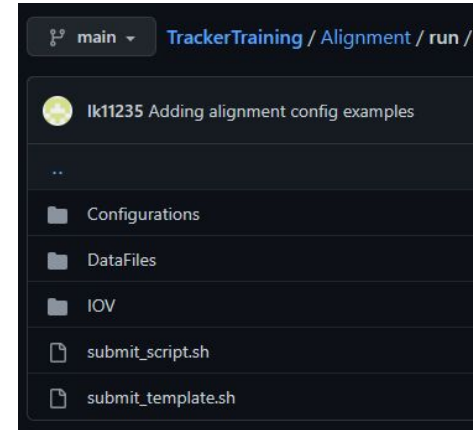 main TrackerTraining / Alignment / run /
lk11235 Adding alignment config examples
..
Configurations
DataFiles
IOV
submit_script.sh
submit_template.sh